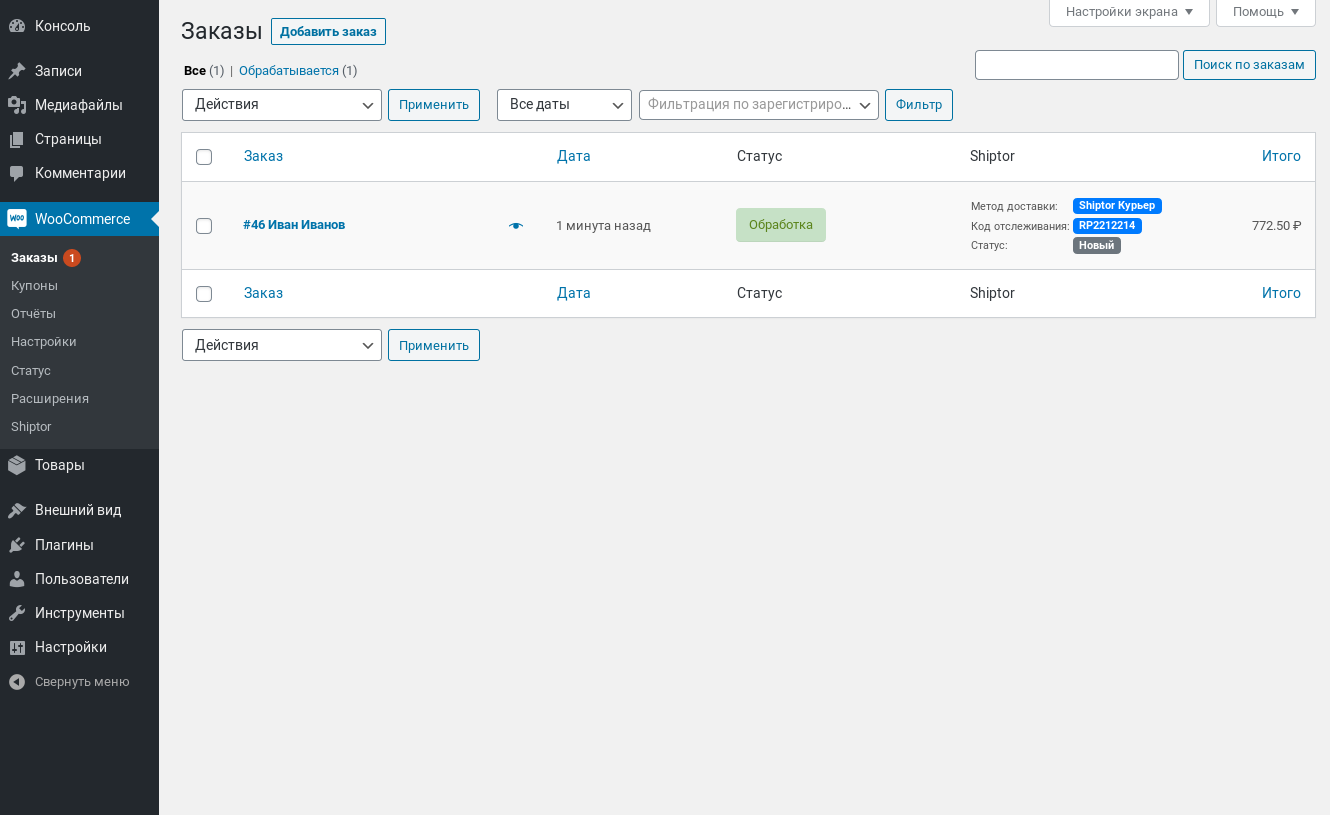 Консоль
Записи
Медиафайлы
Страницы
Комментарии
WooCommerce
Заказы 1
Купоны
Отчёты
Настройки
Статус
Расширения
Shiptor
Товары
Внешний вид
Плагины
Пользователи
Инструменты
Настройки
Свернуть меню
Настройки экрана
Помощь
Заказы Добавить заказ
Все (1) | Обрабатывается (1)
Поиск по заказам
Действия Применить Все даты Фильтрация по зарегистриро... Фильтр
Заказ Дата Статус Shiptor Итого
#46 Иван Иванов 1 минута назад Обработка
Метод доставки: Shiptor Курьер
Код отслеживания: RP2212214
Статус: Новый
772.50 ₽
Заказ Дата Статус Shiptor Итого
Действия Применить